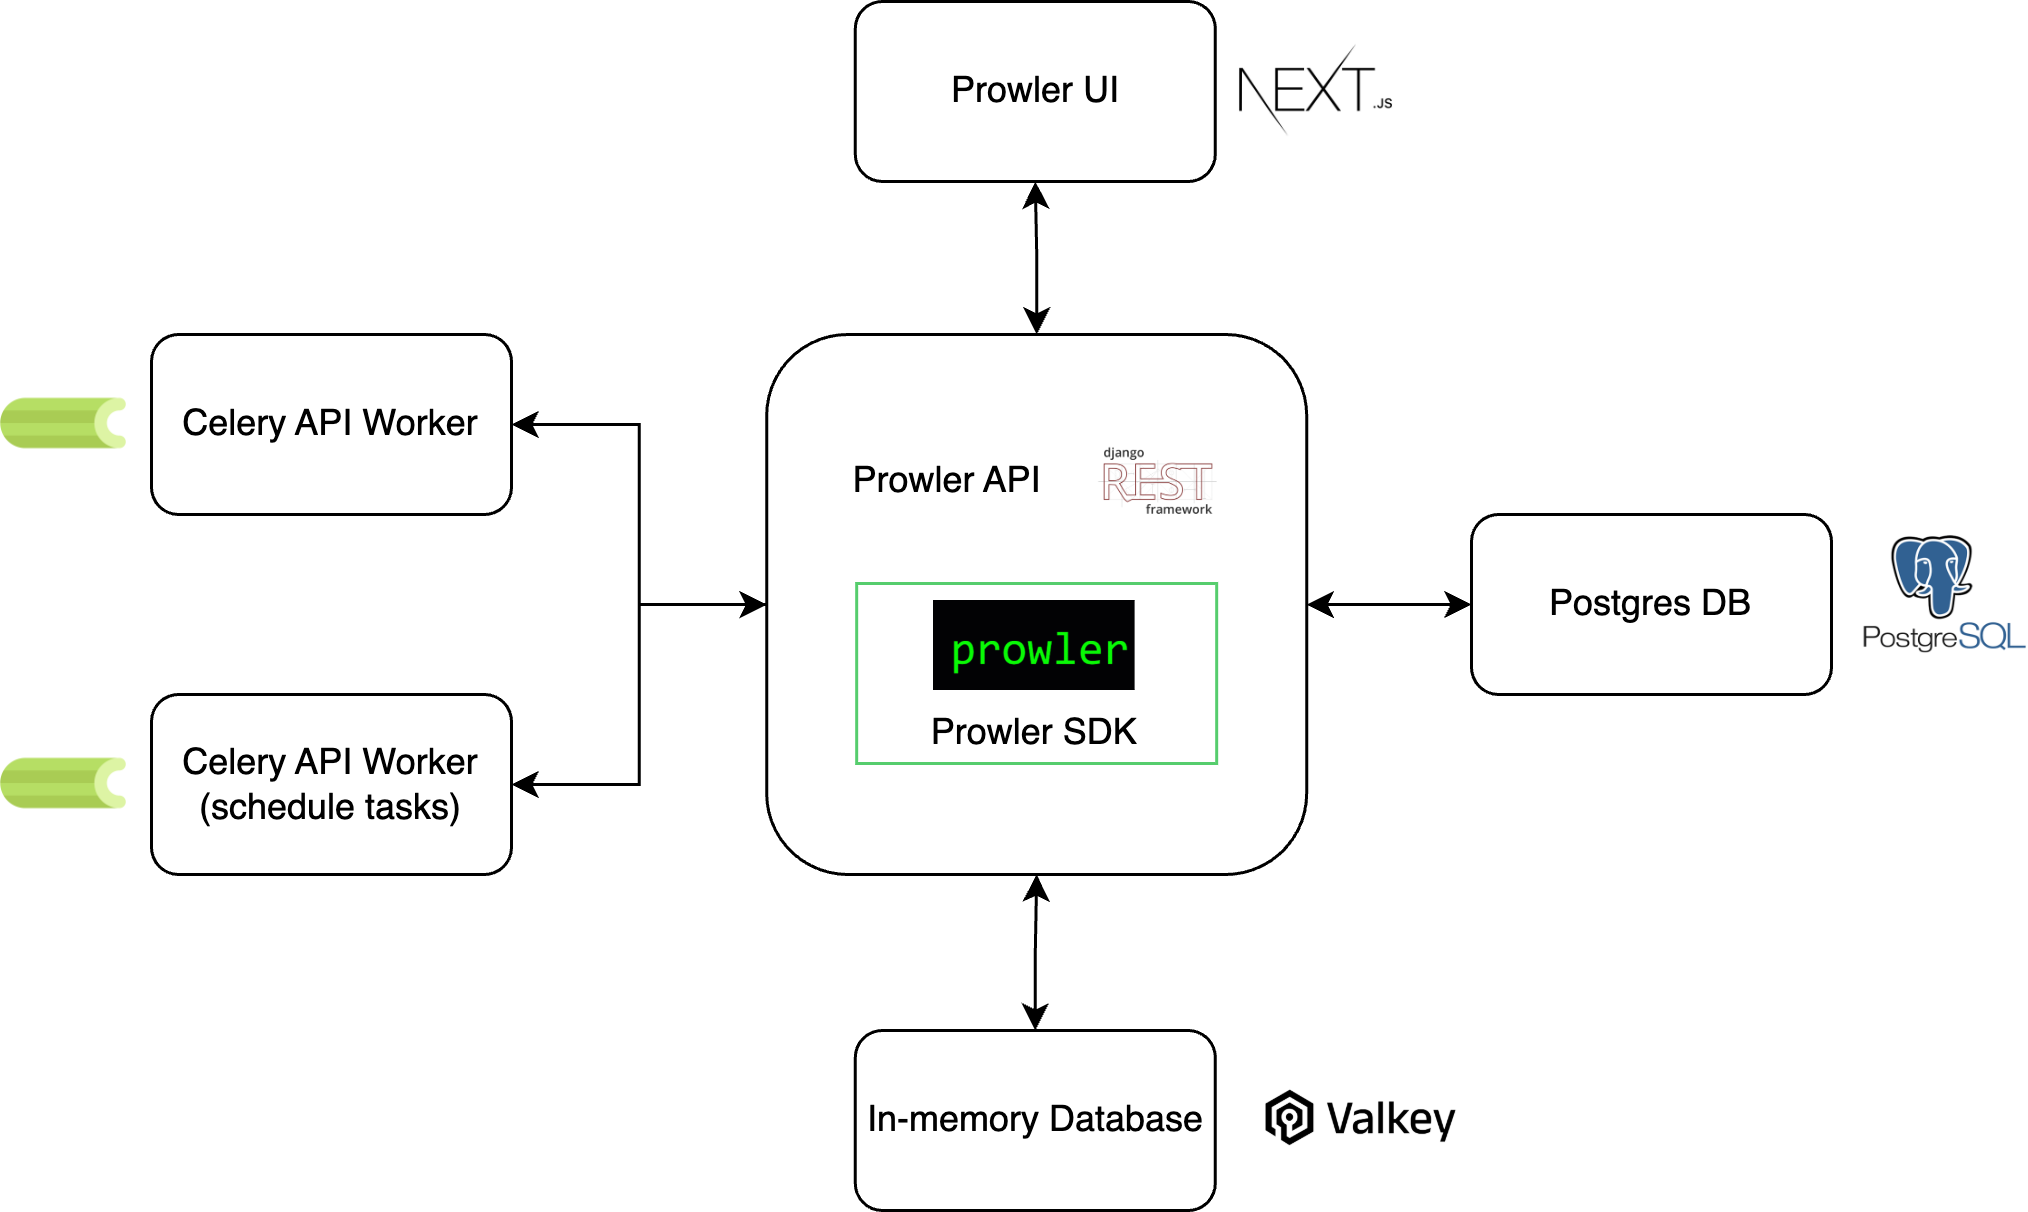 Prowler UI
NEXT.JS
Celery API Worker
Prowler API
django
REST
framework
prowler
Prowler SDK
Postgres DB
PostgreSQL
Celery API Worker
(schedule tasks)
In-memory Database
Valkey